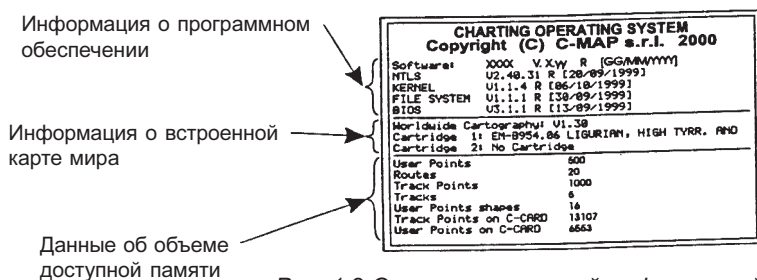 Информация о программном
обеспечении
Информация о встроенной
карте мира
Данные об объеме
доступной памяти
CHARTING OPERATING SYSTEM
Copyright (C) C-MAP s.r.l. 2000
Software: XXXX V.X.yy R [GG/MM/YYYY]
NTLS V2.40.31 R [20/09/1999]
KERNEL V1.1.4 R [06/10/1999]
FILE SYSTEM V1.1.1 R [30/09/1999]
BIOS V3.1.1 R [13/09/1999]
Worldwide Cartography: V1.30
Cartridge 1: EM-B954.06 LIGURIAN, HIGH TYRR. AND
Cartridge 2: No Cartridge
User Points 500
Routes 20
Track Points 1000
Tracks 6
User Points shapes 16
Track Points on C-CARD 13107
User Points on C-CARD 6553